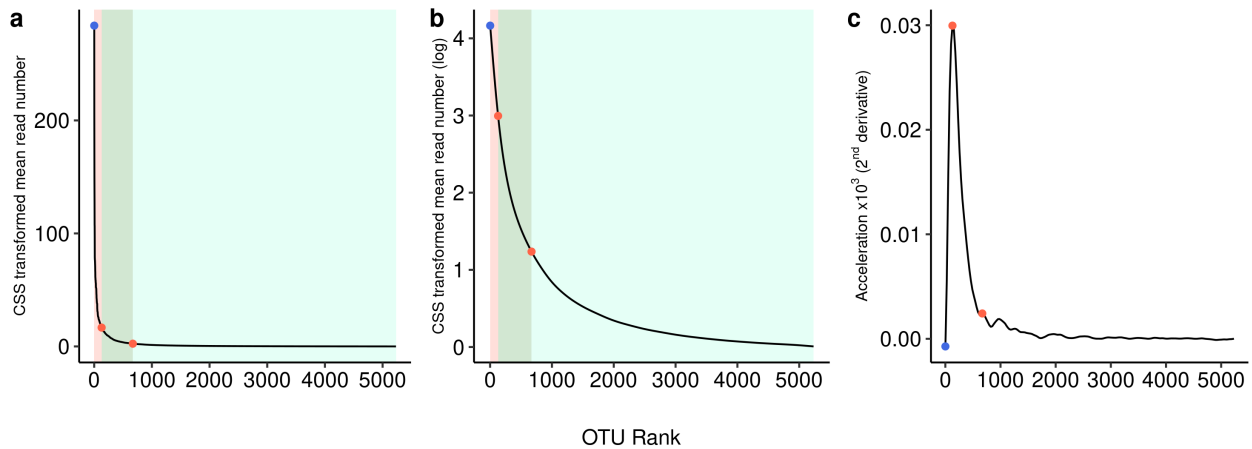 a
CSS transformed mean read number
200
100
0
0 1000 2000 3000 4000 5000
b
CSS transformed mean read number (log)
4
3
2
1
0
0 1000 2000 3000 4000 5000
c
Acceleration x10³ (2ⁿᵈ derivative)
0.03
0.02
0.01
0.00
0 1000 2000 3000 4000 5000
OTU Rank